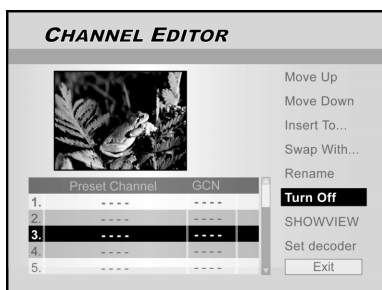 CHANNEL EDITOR
Move Up
Move Down
Insert To...
Swap With...
Rename
Turn Off
SHOWVIEW
Set decoder
Exit
Preset Channel GCN
1. ---- ----
2. ---- ----
3. ---- ----
4. ---- ----
5. ---- ----